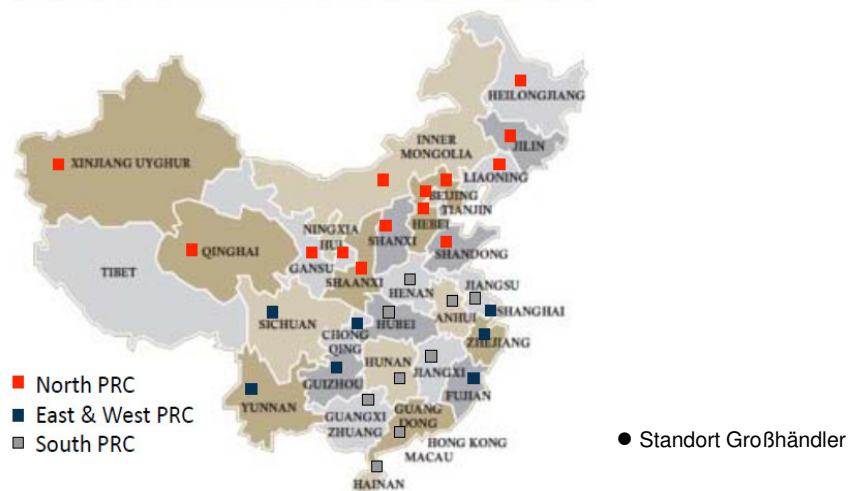 HEILONGJIANG
JILIN
INNER
MONGOLIA
XINJIANG UYGHUR
LIAONING
BEIJING
TIANJIN
HEBEI
NINGXIA
HUI
SHANXI
QINGHAI
SHANDONG
GANSU
TIBET
SHAANXI
JIANGSU
HENAN
SHANGHAI
ANHUI
SICHUAN
HUBEI
CHONG
QING
ZHEJIANG
HUNAN
JIANGXI
GUIZHOU
FUJIAN
YUNNAN
GUANGXI
ZHUANG
GUANG
DONG
HONG KONG
MACAU
HAINAN
North PRC
East & West PRC
South PRC
Standort Großhändler